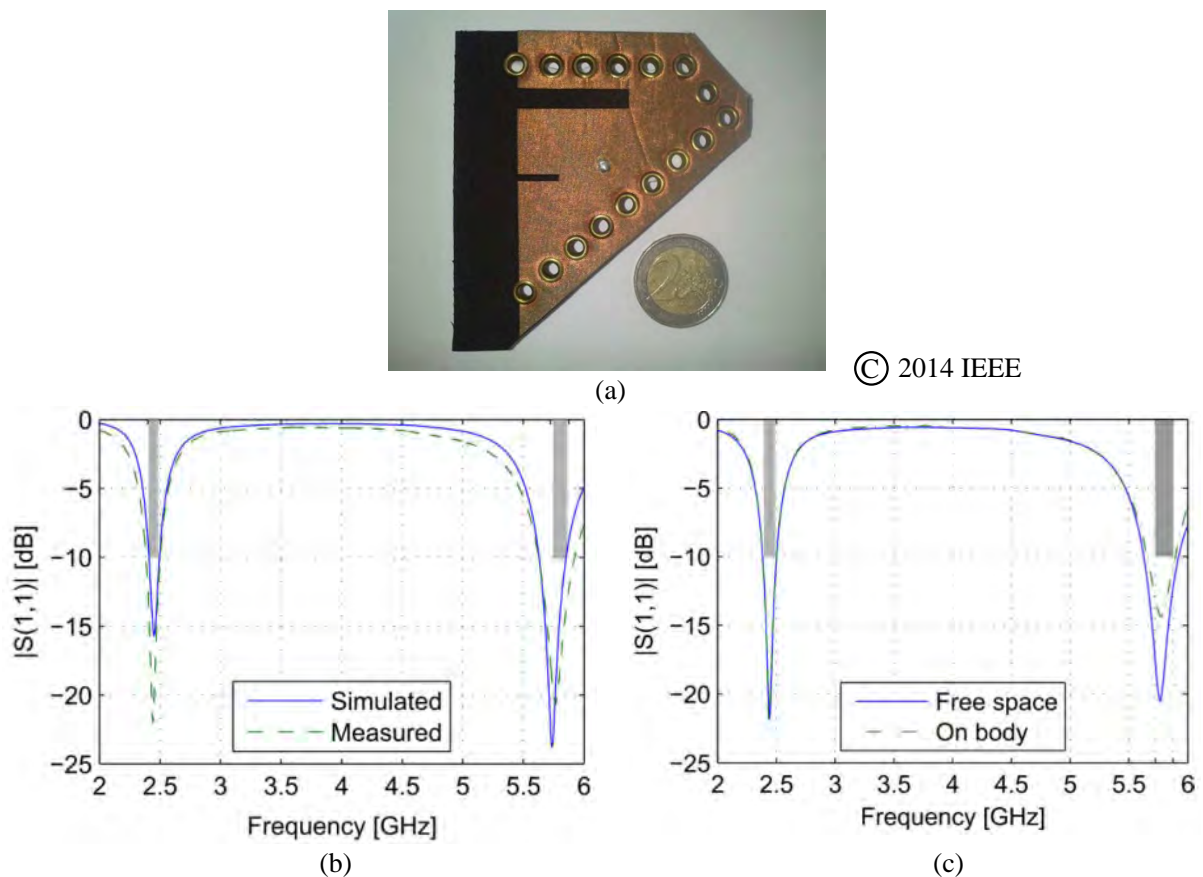 2
© 2014 IEEE
(a)
0
−5
−10
−15
−20
−25
|S(1,1)| [dB]
Simulated
Measured
2 2.5 3 3.5 4 4.5 5 5.5 6
Frequency [GHz]
(b)
0
−5
−10
−15
−20
−25
|S(1,1)| [dB]
Free space
On body
2 2.5 3 3.5 4 4.5 5 5.5 6
Frequency [GHz]
(c)